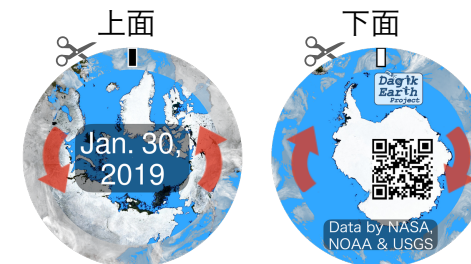 上面
下面
Jan. 30,
2019
Dagik
Earth
Project
Data by NASA,
NOAA & USGS